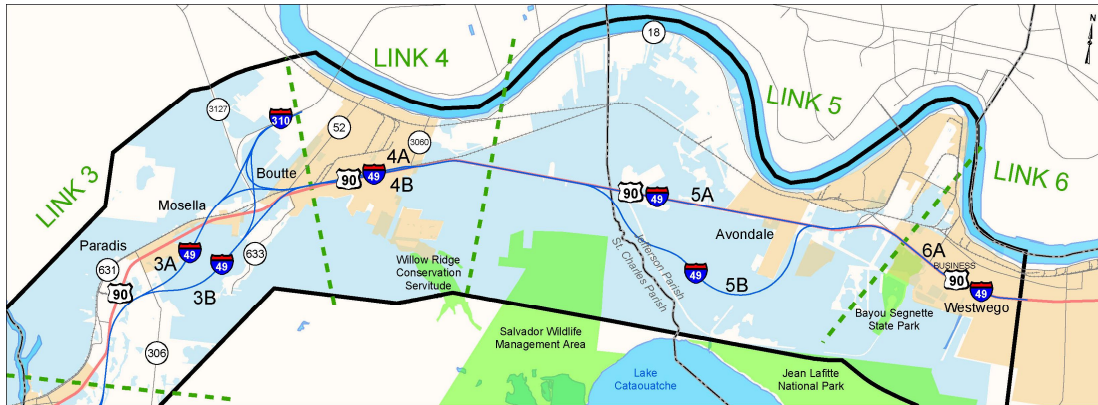 N
LINK 4
18
3127
310
52
LINK 5
3060
4A
Boutte
90
49
4B
LINK 3
LINK 6
90
49
5A
Mosella
Paradis
Avondale
49
633
3A
49
631
6A
Willow Ridge
Conservation
Servitude
Jefferson Parish
St. Charles Parish
49
5B
BUSINESS
90
49
90
3B
Westwego
Bayou Segnette
State Park
Salvador Wildlife
Management Area
306
Lake
Cataouatche
Jean Lafitte
National Park